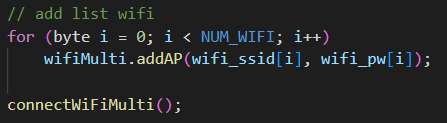 // add list wifi
for (byte i = 0; i < NUM_WIFI; i++)
    wifiMulti.addAP(wifi_ssid[i], wifi_pw[i]);

connectWiFiMulti();